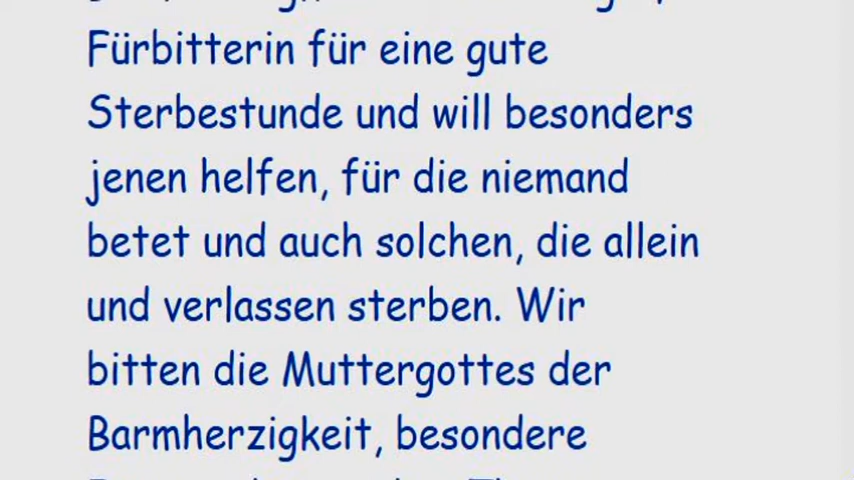 Fürbitterin für eine gute
Sterbestunde und will besonders
jenen helfen, für die niemand
betet und auch solchen, die allein
und verlassen sterben. Wir
bitten die Muttergottes der
Barmherzigkeit, besondere